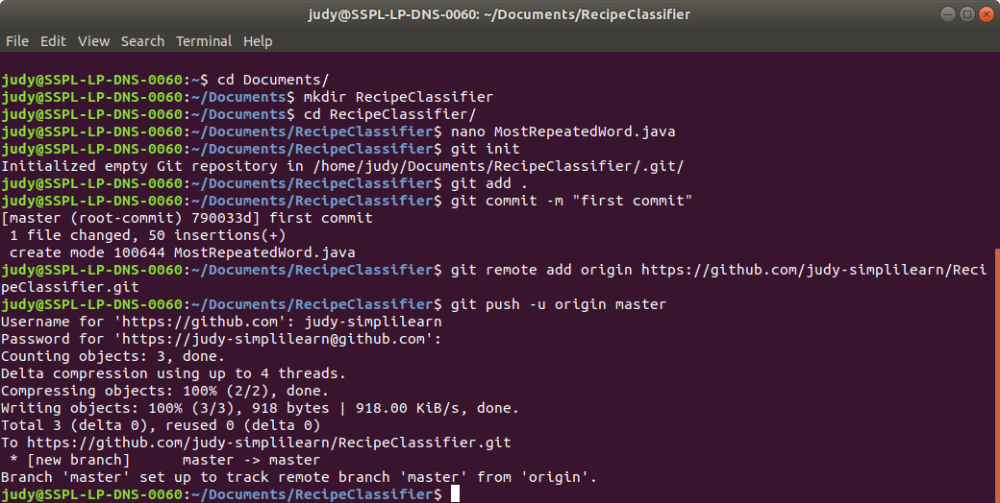 judy@SSPL-LP-DNS-0060: ~/Documents/RecipeClassifier
File Edit View Search Terminal Help
judy@SSPL-LP-DNS-0060:~$ cd Documents/
judy@SSPL-LP-DNS-0060:~/Documents$ mkdir RecipeClassifier
judy@SSPL-LP-DNS-0060:~/Documents$ cd RecipeClassifier/
judy@SSPL-LP-DNS-0060:~/Documents/RecipeClassifier$ nano MostRepeatedWord.java
judy@SSPL-LP-DNS-0060:~/Documents/RecipeClassifier$ git init
Initialized empty Git repository in /home/judy/Documents/RecipeClassifier/.git/
judy@SSPL-LP-DNS-0060:~/Documents/RecipeClassifier$ git add .
judy@SSPL-LP-DNS-0060:~/Documents/RecipeClassifier$ git commit -m "first commit"
[master (root-commit) 790033d] first commit
 1 file changed, 50 insertions(+)
 create mode 100644 MostRepeatedWord.java
judy@SSPL-LP-DNS-0060:~/Documents/RecipeClassifier$ git remote add origin https://github.com/judy-simplilearn/Reci
peClassifier.git
judy@SSPL-LP-DNS-0060:~/Documents/RecipeClassifier$ git push -u origin master
Username for 'https://github.com': judy-simplilearn
Password for 'https://judy-simplilearn@github.com':
Counting objects: 3, done.
Delta compression using up to 4 threads.
Compressing objects: 100% (2/2), done.
Writing objects: 100% (3/3), 918 bytes | 918.00 KiB/s, done.
Total 3 (delta 0), reused 0 (delta 0)
To https://github.com/judy-simplilearn/RecipeClassifier.git
 * [new branch]      master -> master
Branch 'master' set up to track remote branch 'master' from 'origin'.
judy@SSPL-LP-DNS-0060:~/Documents/RecipeClassifier$